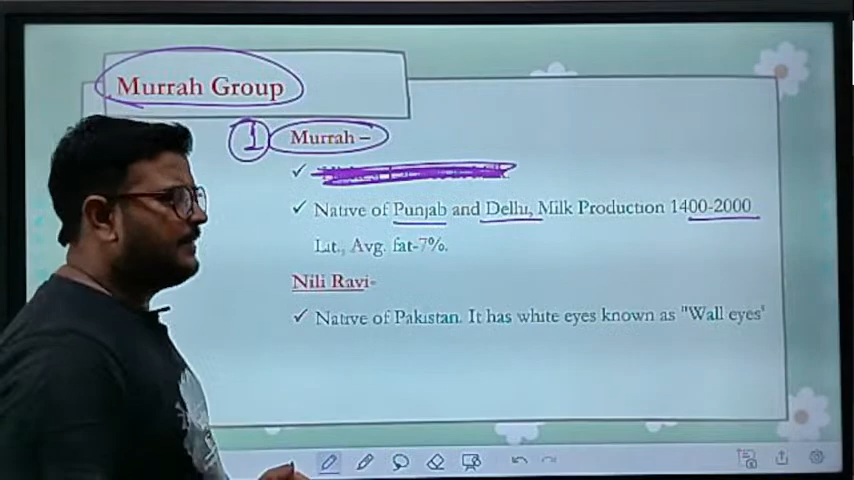 Murrah Group
1 Murrah –
✓ Native of Punjab and Delhi, Milk Production 1400-2000
Lit., Avg. fat-7%.
Nili Ravi-
✓ Native of Pakistan. It has white eyes known as "Wall eyes'